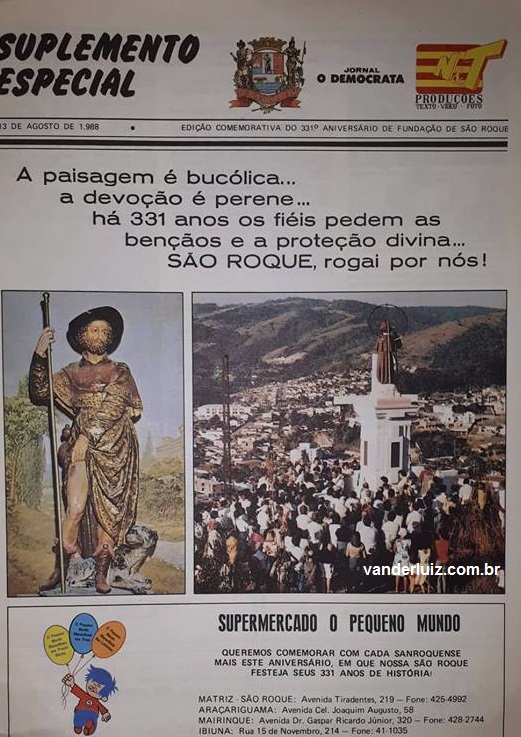 SUPLEMENTO
ESPECIAL
JORNAL
O DEMOCRATA
N T
PRODUÇÕES
TEXTO - VÍDEO - FOTO
13 DE AGOSTO DE 1.988 • EDIÇÃO COMEMORATIVA DO 331º ANIVERSÁRIO DE FUNDAÇÃO DE SÃO ROQUE
A paisagem é bucólica...
a devoção é perene...
há 331 anos os fiéis pedem as
bençãos e a proteção divina...
SÃO ROQUE, rogai por nós!
vanderluiz.com.br
SUPERMERCADO O PEQUENO MUNDO
QUEREMOS COMEMORAR COM CADA SANROQUENSE
MAIS ESTE ANIVERSÁRIO, EM QUE NOSSA SÃO ROQUE
FESTEJA SEUS 331 ANOS DE HISTÓRIA!
MATRIZ - SÃO ROQUE: Avenida Tiradentes, 219 — Fone: 425-4992
ARAÇARIGUAMA: Avenida Cel. Joaquim Augusto, 58
MAIRINQUE: Avenida Dr. Gaspar Ricardo Júnior, 320 — Fone: 428-2744
IBIUNA: Rua 15 de Novembro, 214 — Fone: 41-1035